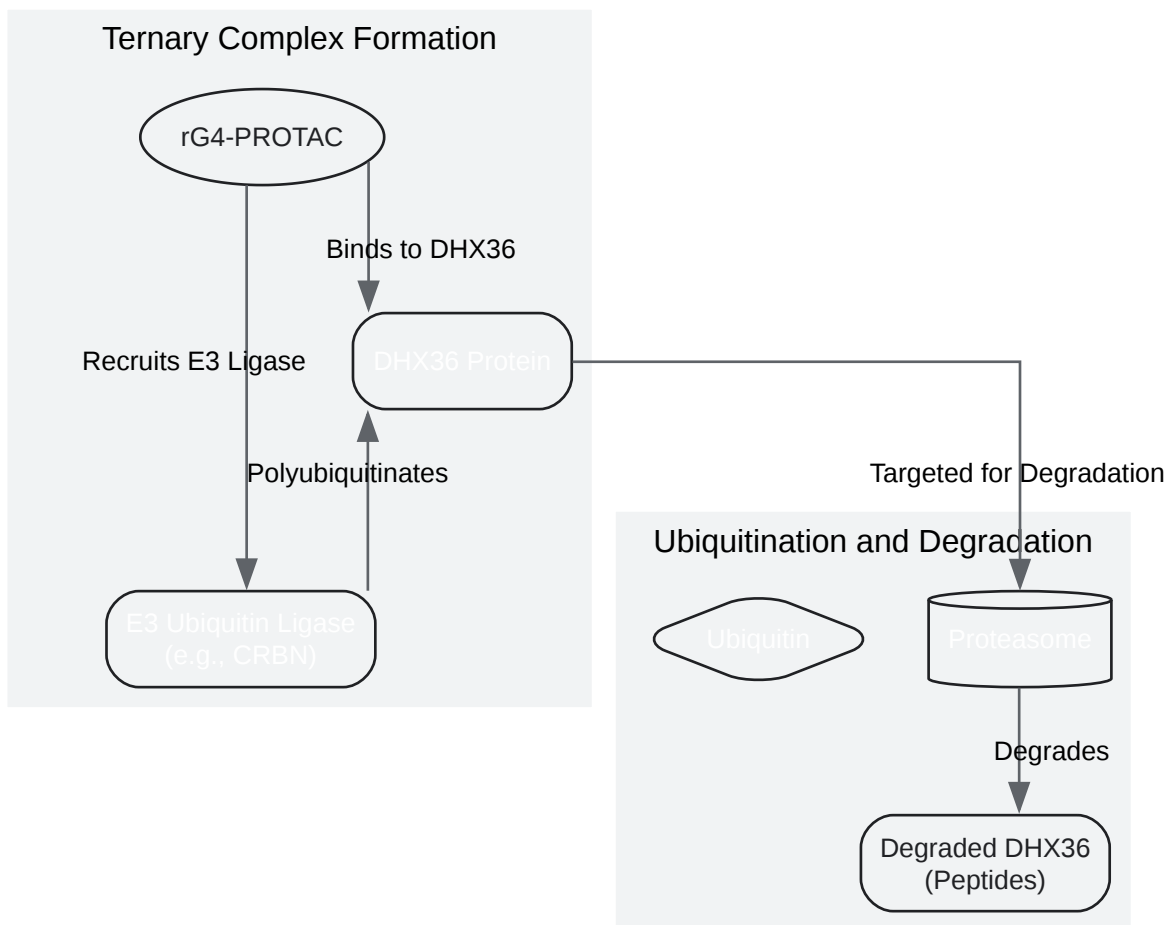 Ternary Complex Formation
rG4-PROTAC
Binds to DHX36
Recruits E3 Ligase
DHX36 Protein
Polyubiquitinates
Targeted for Degradation
Ubiquitination and Degradation
E3 Ubiquitin Ligase
(e.g., CRBN)
Ubiquitin
Proteasome
Degrades
Degraded DHX36
(Peptides)